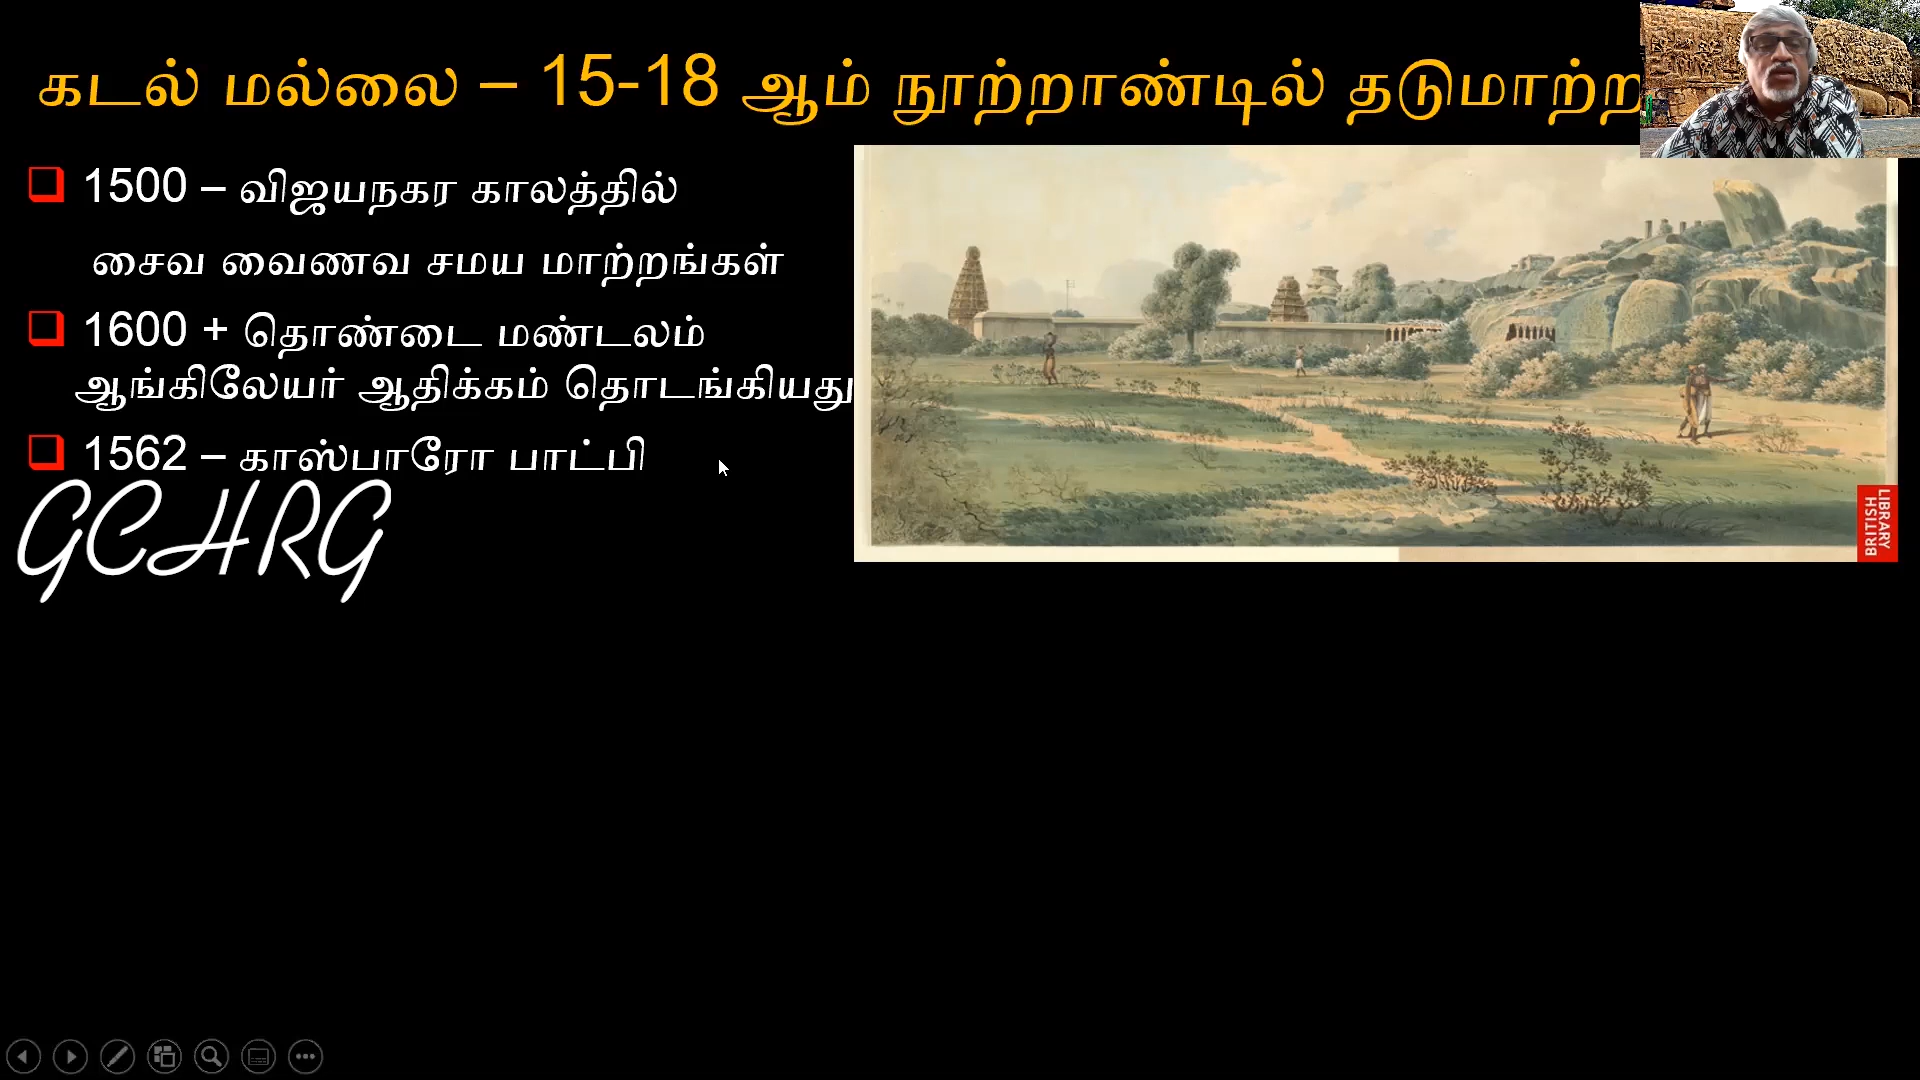 கடல் மல்லை – 15-18 ஆம் நூற்றாண்டில் தடுமாற்ற
1500 – விஜயநகர காலத்தில்
சைவ வைணவ சமய மாற்றங்கள்
1600 + தொண்டை மண்டலம்
ஆங்கிலேயர் ஆதிக்கம் தொடங்கியது
1562 – காஸ்பாரோ பாட்பி
GCHRG
LIBRARY
BRITISH